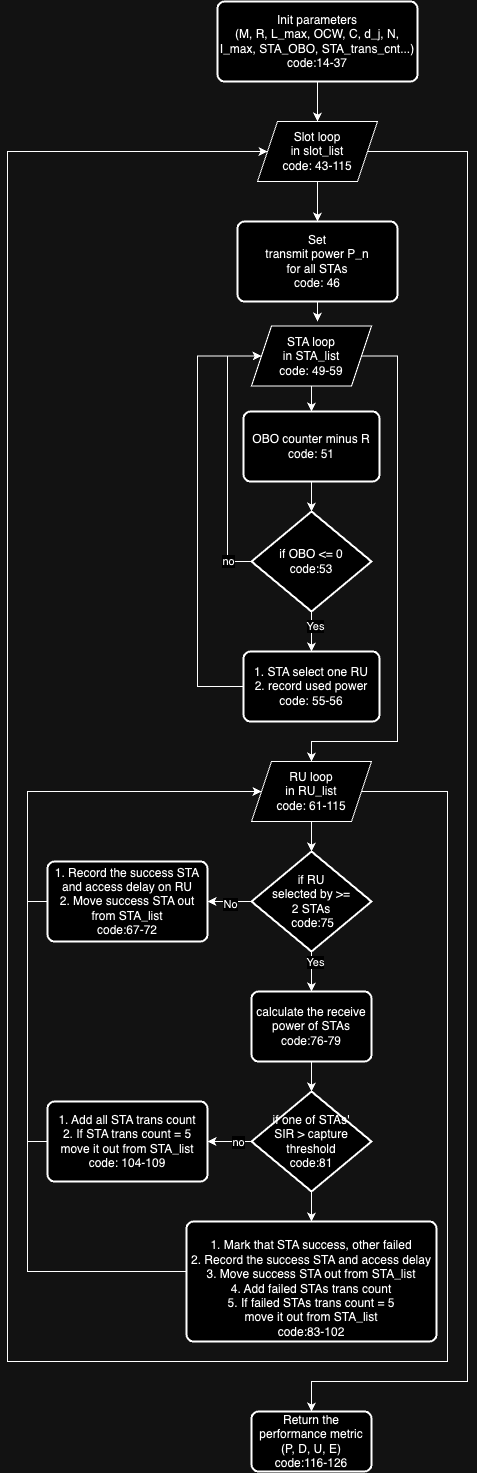 Init parameters
(M, R, L_max, OCW, C, d_j, N,
l_max, STA_OBO, STA_trans_cnt...)
code:14-37
Slot loop
in slot_list
code: 43-115
Set
transmit power P_n
for all STAs
code: 46
STA loop
in STA_list
code: 49-59
OBO counter minus R
code: 51
if OBO <= 0
code:53
no
Yes
1. STA select one RU
2. record used power
code: 55-56
RU loop
in RU_list
code: 61-115
if RU
selected by >=
2 STAs
code:75
No
1. Record the success STA
and access delay on RU
2. Move success STA out
from STA_list
code:67-72
Yes
calculate the receive
power of STAs
code:76-79
if one of STAs'
SIR > capture
threshold
code:81
no
1. Add all STA trans count
2. If STA trans count = 5
move it out from STA_list
code: 104-109
1. Mark that STA success, other failed
2. Record the success STA and access delay
3. Move success STA out from STA_list
4. Add failed STAs trans count
5. If failed STAs trans count = 5
move it out from STA_list
code:83-102
Return the
performance metric
(P, D, U, E)
code:116-126